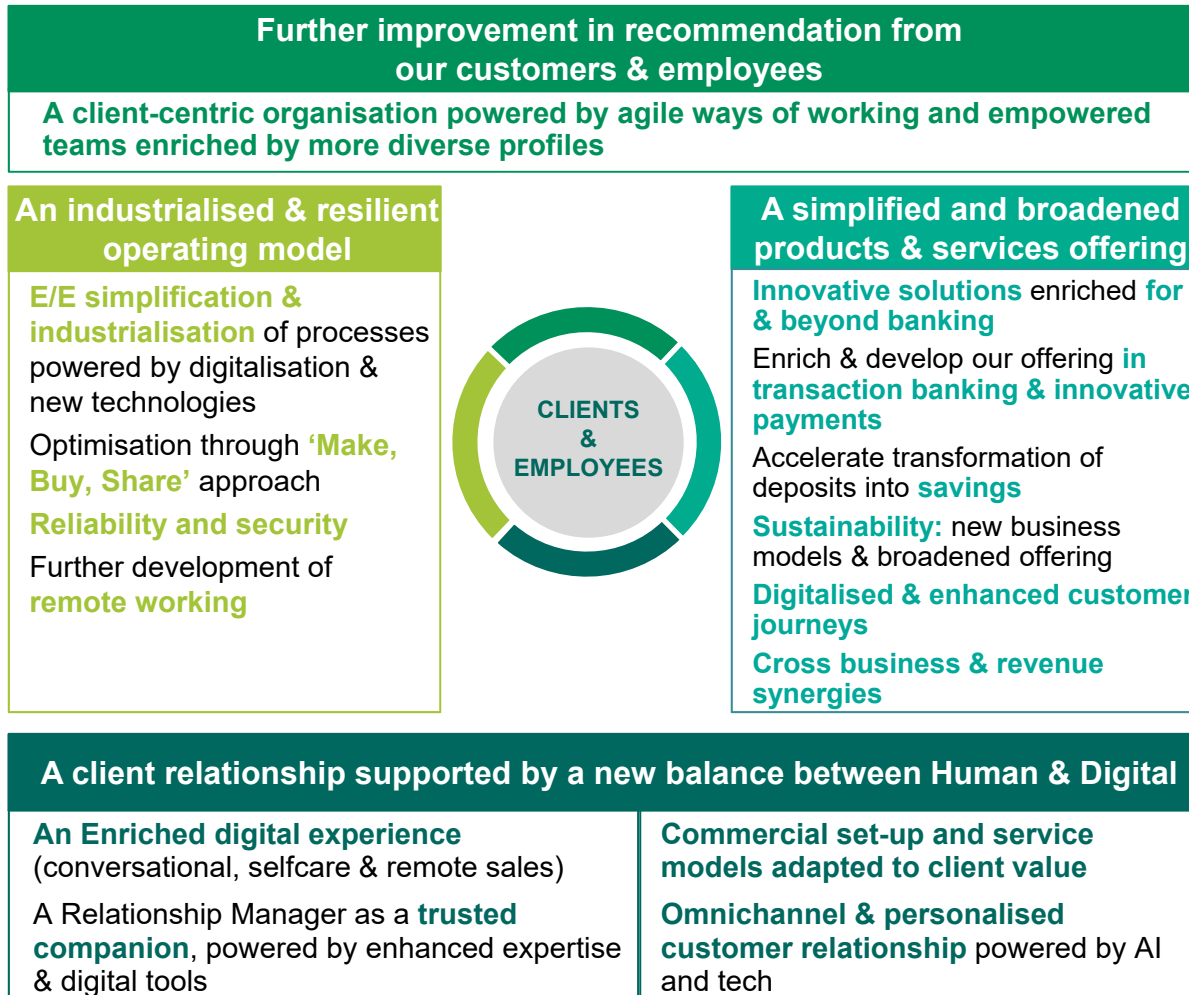 Further improvement in recommendation from
our customers & employees
A client-centric organisation powered by agile ways of working and empowered
teams enriched by more diverse profiles
An industrialised & resilient
operating model
E/E simplification &
industrialisation of processes
powered by digitalisation &
new technologies
Optimisation through ‘Make,
Buy, Share’ approach
Reliability and security
Further development of
remote working
CLIENTS
&
EMPLOYEES
A simplified and broadened
products & services offering
Innovative solutions enriched for
& beyond banking
Enrich & develop our offering in
transaction banking & innovative
payments
Accelerate transformation of
deposits into savings
Sustainability: new business
models & broadened offering
Digitalised & enhanced customer
journeys
Cross business & revenue
synergies
A client relationship supported by a new balance between Human & Digital
An Enriched digital experience
(conversational, selfcare & remote sales)
A Relationship Manager as a trusted
companion, powered by enhanced expertise
& digital tools
Commercial set-up and service
models adapted to client value
Omnichannel & personalised
customer relationship powered by AI
and tech